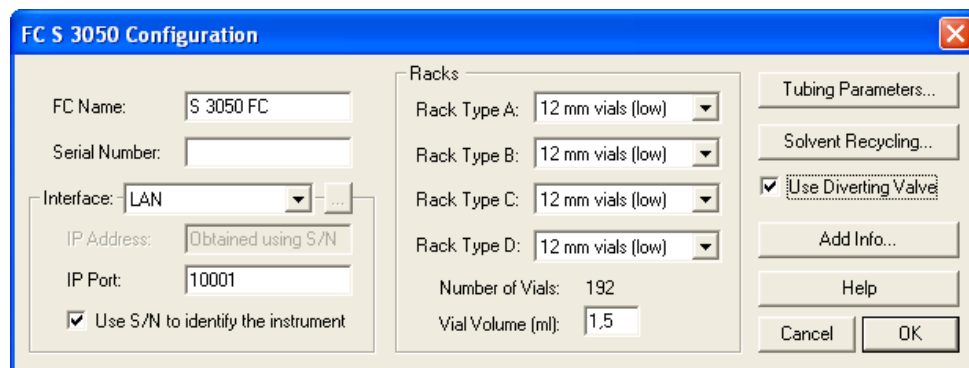 FC S 3050 Configuration
FC Name: S 3050 FC
Serial Number:
Interface: LAN ...
IP Address: Obtained using S/N
IP Port: 10001
Use S/N to identify the instrument
Racks
Rack Type A: 12 mm vials (low)
Rack Type B: 12 mm vials (low)
Rack Type C: 12 mm vials (low)
Rack Type D: 12 mm vials (low)
Number of Vials: 192
Vial Volume (ml): 1,5
Tubing Parameters...
Solvent Recycling...
Use Diverting Valve
Add Info...
Help
Cancel OK